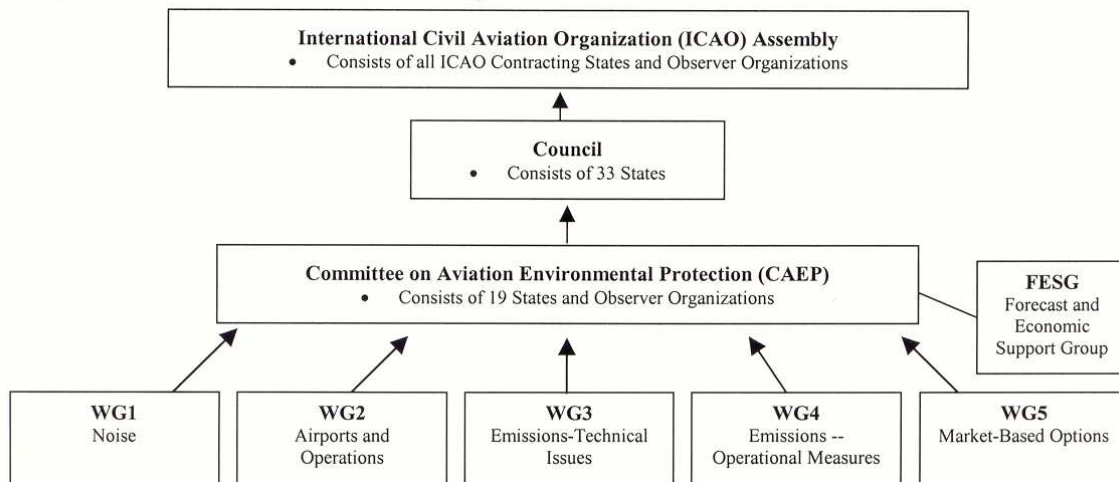 International Civil Aviation Organization (ICAO) Assembly
• Consists of all ICAO Contracting States and Observer Organizations
Council
• Consists of 33 States
Committee on Aviation Environmental Protection (CAEP)
• Consists of 19 States and Observer Organizations
FESG
Forecast and
Economic
Support Group
WG1
Noise
WG2
Airports and
Operations
WG3
Emissions-Technical
Issues
WG4
Emissions --
Operational Measures
WG5
Market-Based Options